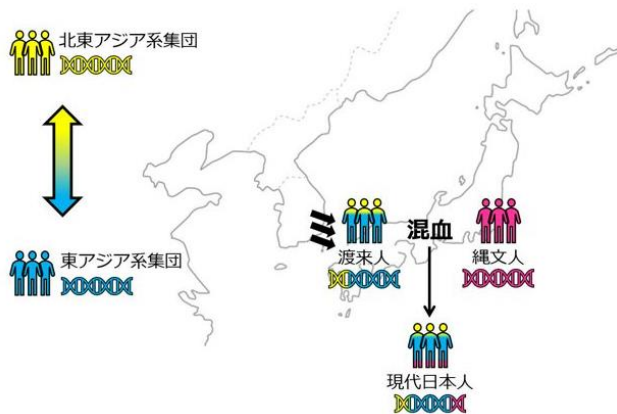 北東アジア系集団
東アジア系集団
渡来人
混血
縄文人
現代日本人